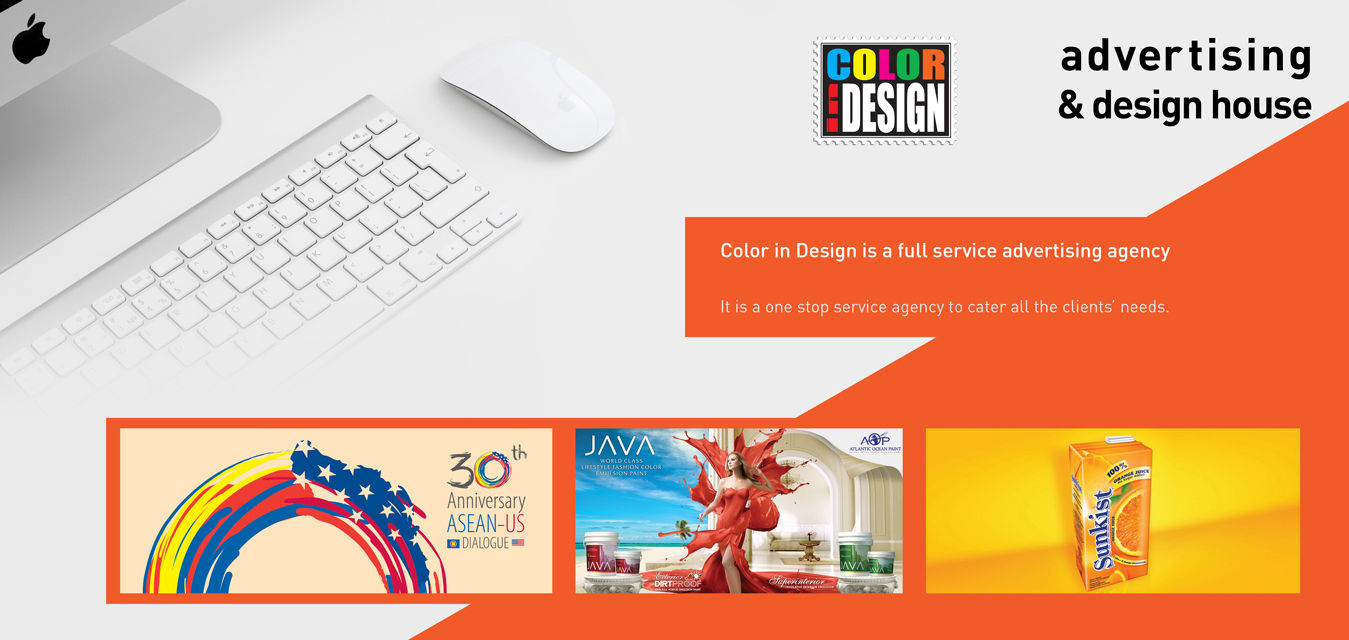 COLOR
in DESIGN
advertising
& design house
Color in Design is a full service advertising agency
It is a one stop service agency to cater all the clients’ needs.
30th
Anniversary
ASEAN-US
DIALOGUE
JAVA
WORLD CLASS
LIFESTYLE FASHION COLOR
EMULSION PAINT
AOP
ATLANTIC OCEAN PAINT
JAVA
JAVA
Exterior
DIRTPROOF
Superinterior
JAVA
JAVA
100%
ORANGE JUICE
Sunkist